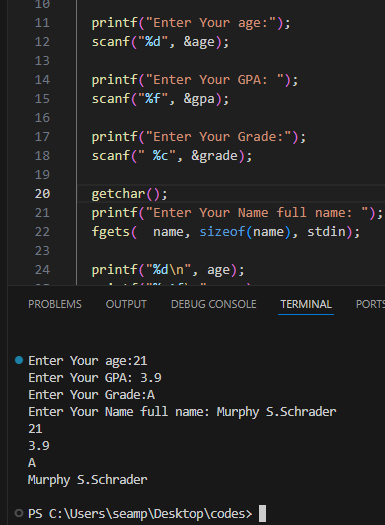 10
11 printf("Enter Your age:");
12 scanf("%d", &age);
13
14 printf("Enter Your GPA: ");
15 scanf("%f", &gpa);
16
17 printf("Enter Your Grade:");
18 scanf(" %c", &grade);
19
20 getchar();
21 printf("Enter Your Name full name: ");
22 fgets(  name, sizeof(name), stdin);
23
24 printf("%d\n", age);
PROBLEMS OUTPUT DEBUG CONSOLE TERMINAL PORTS
Enter Your age:21
Enter Your GPA: 3.9
Enter Your Grade:A
Enter Your Name full name: Murphy S.Schrader
21
3.9
A
Murphy S.Schrader
PS C:\Users\seamp\Desktop\codes>